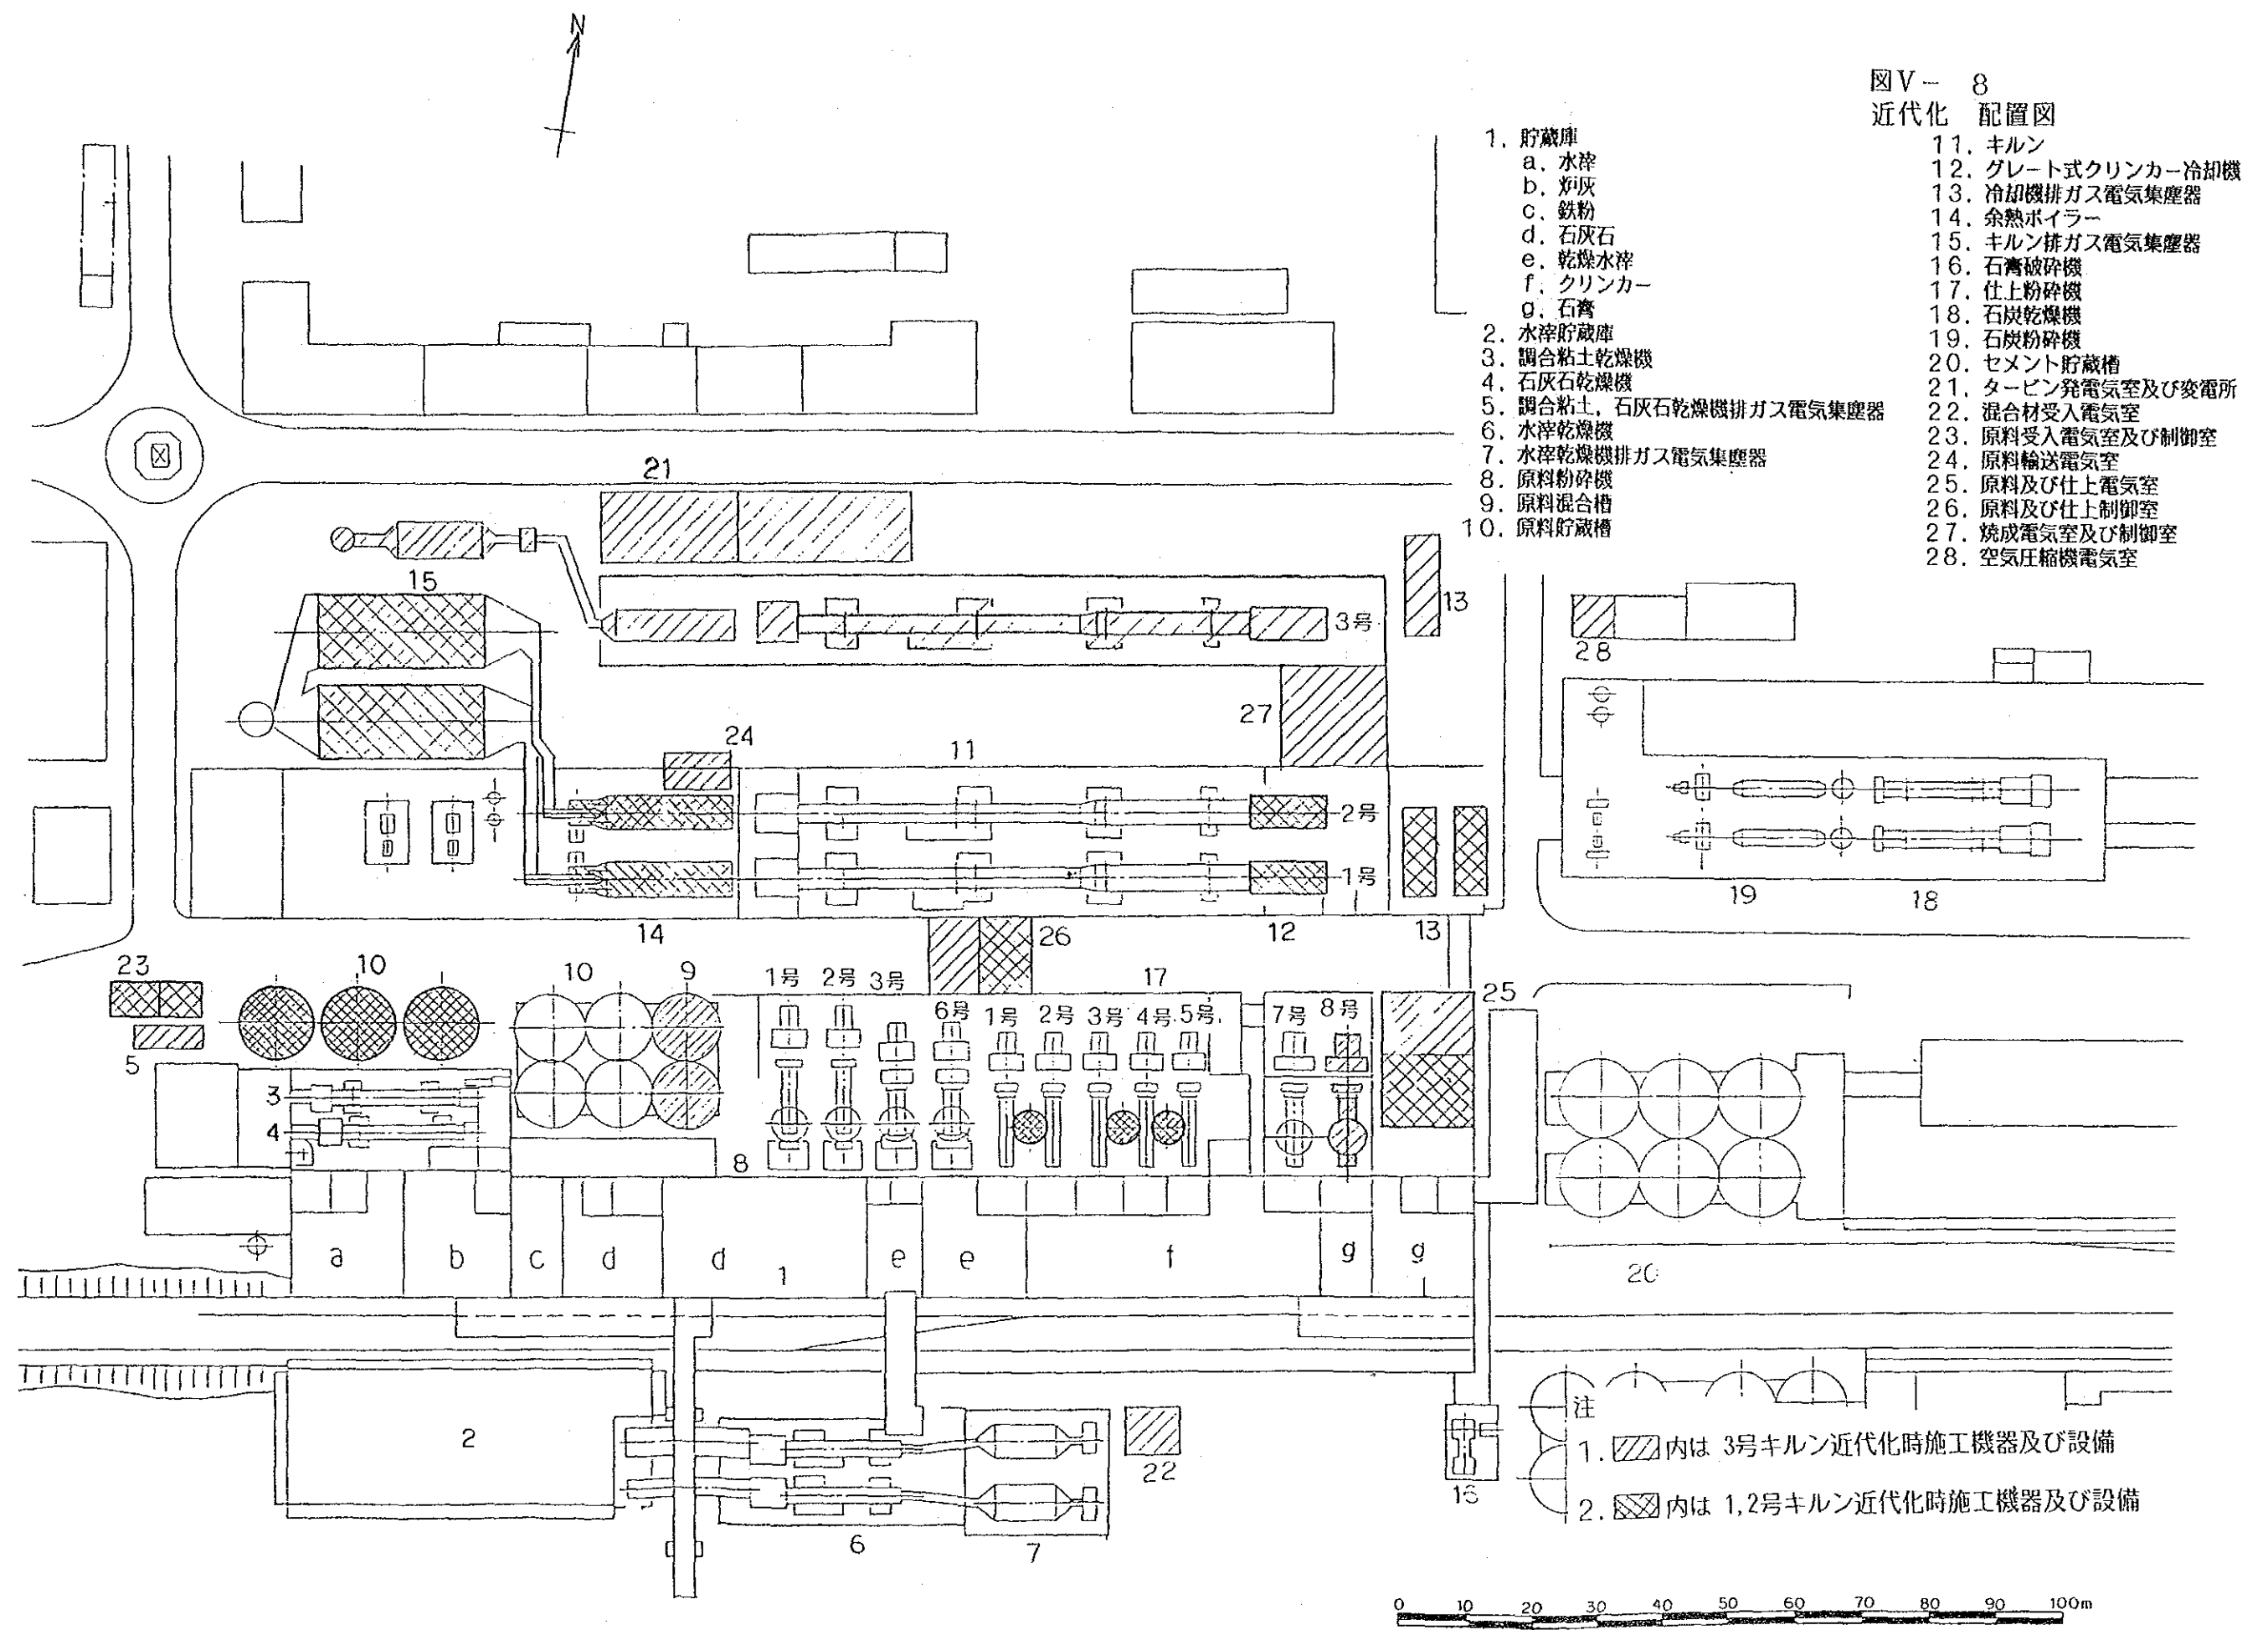 N
図V- 8
近代化 配置図
1. 貯蔵庫
a. 水滓
b. 炉灰
c. 鉄粉
d. 石灰石
e. 乾燥水滓
f. クリンカー
g. 石膏
2. 水滓貯蔵庫
3. 調合粘土乾燥機
4. 石灰石乾燥機
5. 調合粘土, 石灰石乾燥機排ガス電気集塵器
6. 水滓乾燥機
7. 水滓乾燥機排ガス電気集塵器
8. 原料粉砕機
9. 原料混合槽
10. 原料貯蔵槽
11. キルン
12. グレート式クリンカー冷却機
13. 冷却機排ガス電気集塵器
14. 余熱ボイラー
15. キルン排ガス電気集塵器
16. 石膏破砕機
17. 仕上粉砕機
18. 石炭乾燥機
19. 石炭粉砕機
20. セメント貯蔵槽
21. タービン発電気室及び変電所
22. 混合材受入電気室
23. 原料受入電気室及び制御室
24. 原料輸送電気室
25. 原料及び仕上電気室
26. 原料及び仕上制御室
27. 焼成電気室及び制御室
28. 空気圧縮機電気室
21
15
13
3号
28
27
24
11
2号
1号
19
18
14
26
12
13
23
10
10
9
1号
2号
3号
6号
17
1号
2号
3号
4号
5号
7号
8号
25
5
3
4
8
a
b
c
d
d
1
e
e
f
g
g
20
2
6
7
22
16
注
1. 内は 3号キルン近代化時施工機器及び設備
2. 内は 1,2号キルン近代化時施工機器及び設備
0 10 20 30 40 50 60 70 80 90 100m